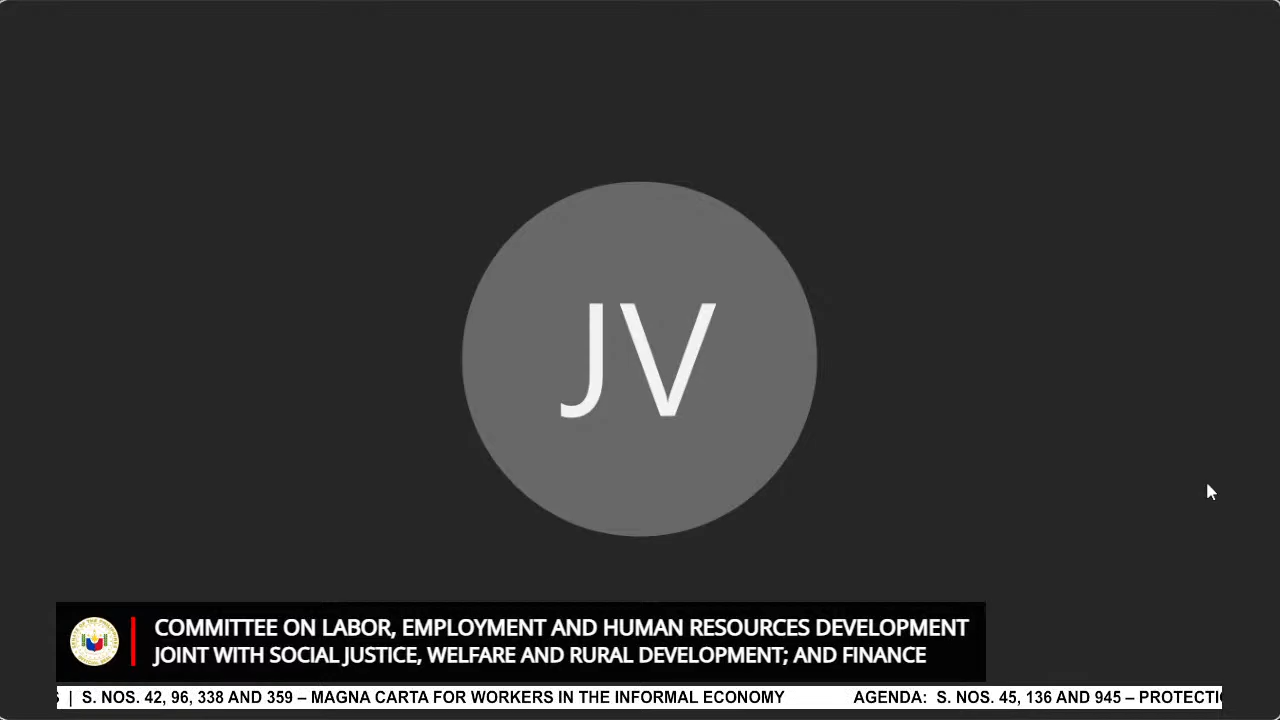 JV
COMMITTEE ON LABOR, EMPLOYMENT AND HUMAN RESOURCES DEVELOPMENT
JOINT WITH SOCIAL JUSTICE, WELFARE AND RURAL DEVELOPMENT; AND FINANCE
| S. NOS. 42, 96, 338 AND 359 – MAGNA CARTA FOR WORKERS IN THE INFORMAL ECONOMY AGENDA: S. NOS. 45, 136 AND 945 –